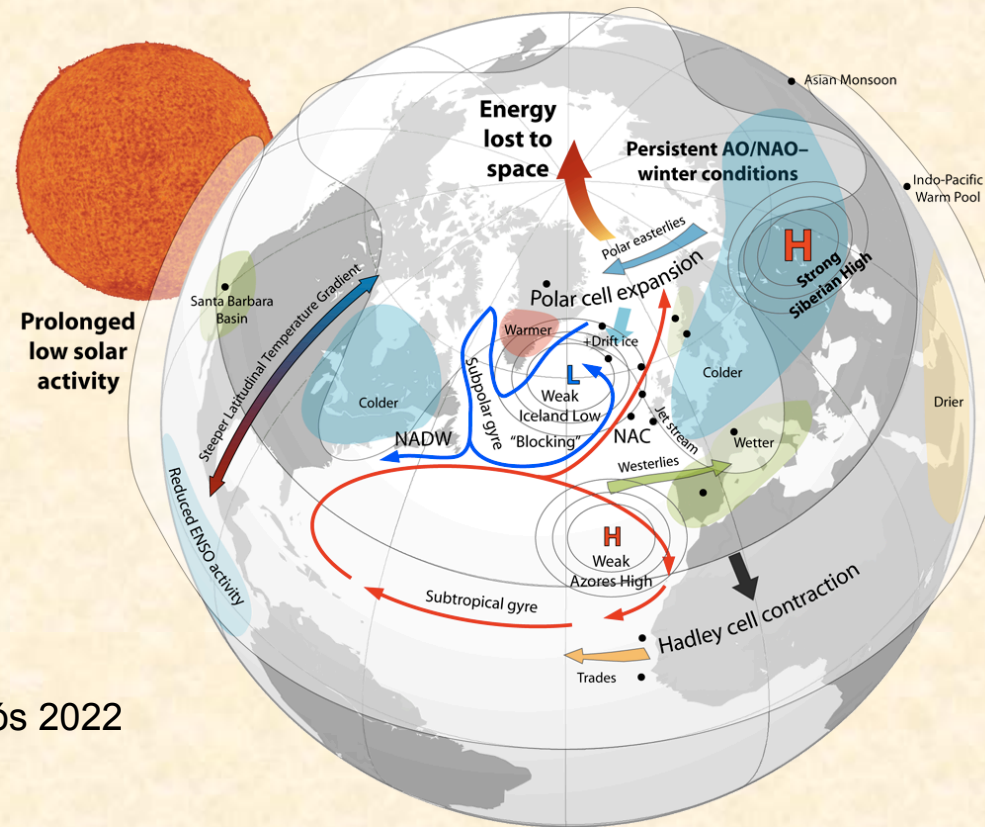 Asian Monsoon
Energy
lost to
space
Persistent AO/NAO–
winter conditions
Indo-Pacific
Warm Pool
Polar easterlies
H
Strong
Siberian High
Santa Barbara
Basin
Steeper Latitudinal Temperature Gradient
Polar cell expansion
Prolonged
low solar
activity
Warmer
+Drift ice
L
Weak
Iceland Low
"Blocking"
Colder
Colder
Drier
Subpolar gyre
NADW
NAC
Jet stream
Wetter
Westerlies
Reduced ENSO activity
H
Weak
Azores High
Subtropical gyre
Hadley cell contraction
Trades
ós 2022